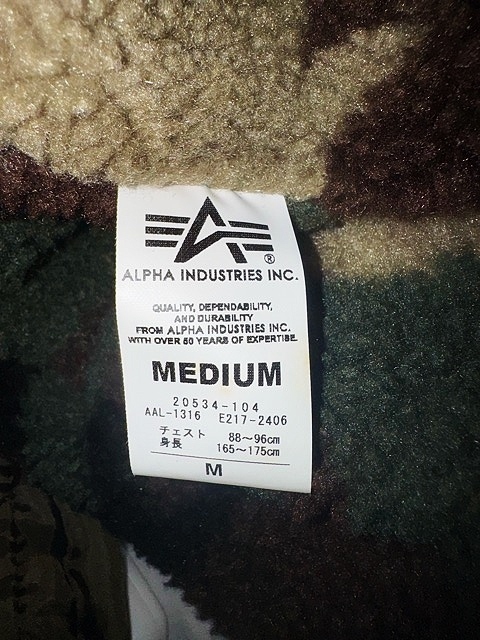 ®
ALPHA INDUSTRIES INC.
QUALITY, DEPENDABILITY,
AND DURABILITY
FROM ALPHA INDUSTRIES INC.
WITH OVER 50 YEARS OF EXPERTISE.
MEDIUM
20534-104
AAL-1316 E217-2406
チェスト 88～96cm
身長 165～175cm
M